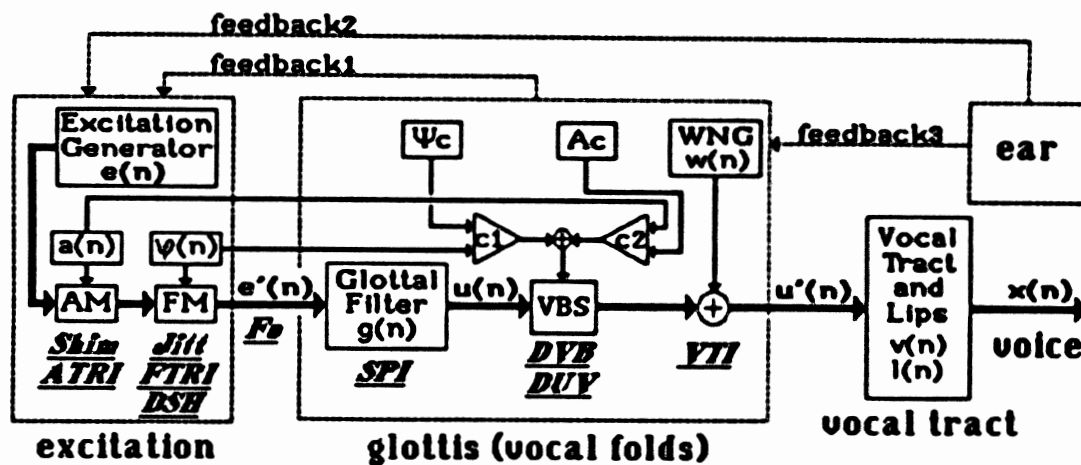 feedback2
feedback1
Excitation
Generator
e(n)
Ψc
Ac
WNG
w(n)
feedback3
ear
a(n)
φ(n)
c1
c2
AM
FM
e'(n)
Fo
Glottal
Filter
g(n)
u(n)
VBS
+
+
u'(n)
Vocal
Tract
and
Lips
v(n)
l(n)
x(n)
voice
Shim
ATRI
Jitt
FTRI
DSH
SPI
DVB
DUV
VTI
excitation
glottis (vocal folds)
vocal tract